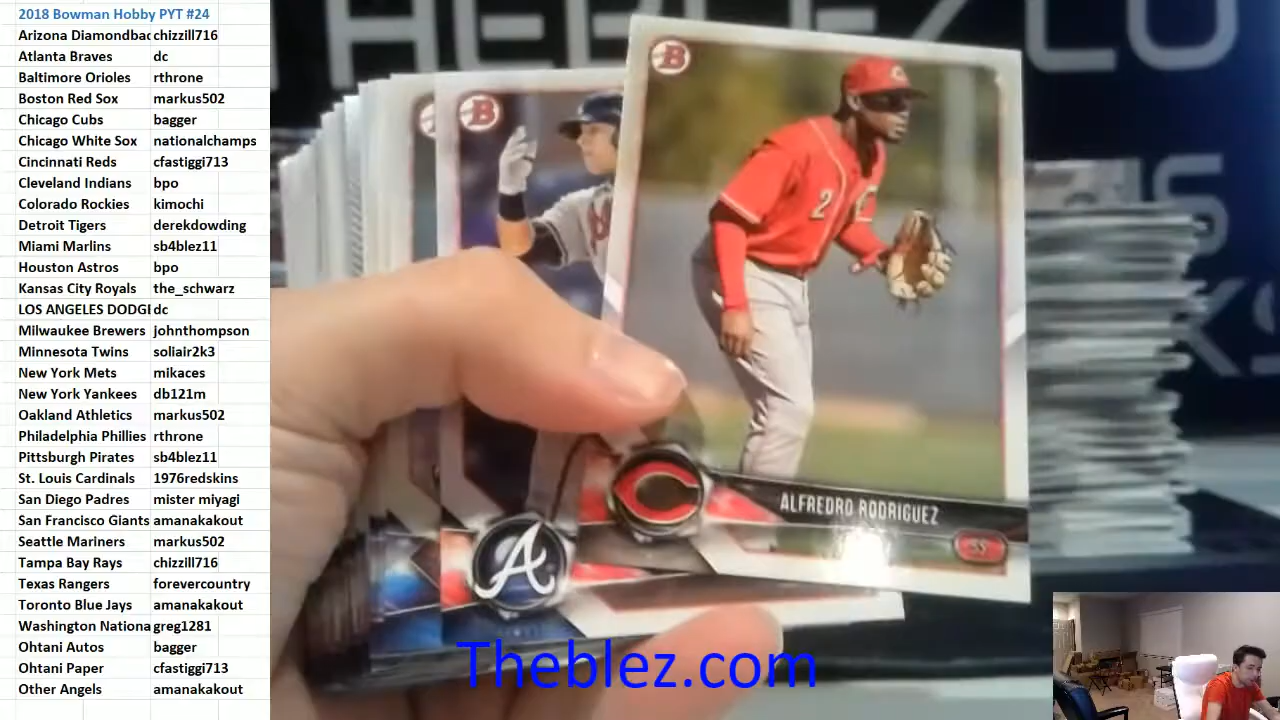 2018 Bowman Hobby PYT #24
Arizona Diamondbac chizzill716
Atlanta Braves dc
Baltimore Orioles rthrone
Boston Red Sox markus502
Chicago Cubs bagger
Chicago White Sox nationalchamps
Cincinnati Reds cfastiggi713
Cleveland Indians bpo
Colorado Rockies kimochi
Detroit Tigers derekdowding
Miami Marlins sb4blez11
Houston Astros bpo
Kansas City Royals the_schwarz
LOS ANGELES DODGE dc
Milwaukee Brewers johnthompson
Minnesota Twins soliair2k3
New York Mets mikaces
New York Yankees db121m
Oakland Athletics markus502
Philadelphia Phillies rthrone
Pittsburgh Pirates sb4blez11
St. Louis Cardinals 1976redskins
San Diego Padres mister miyagi
San Francisco Giants amanakakout
Seattle Mariners markus502
Tampa Bay Rays chizzill716
Texas Rangers forevercountry
Toronto Blue Jays amanakakout
Washington Nationa greg1281
Ohtani Autos bagger
Ohtani Paper cfastiggi713
Other Angels amanakakout
THEBLEZ CO
B
B
2
C
A
ALFREDRO RODRIGUEZ
SS
Theblez.com